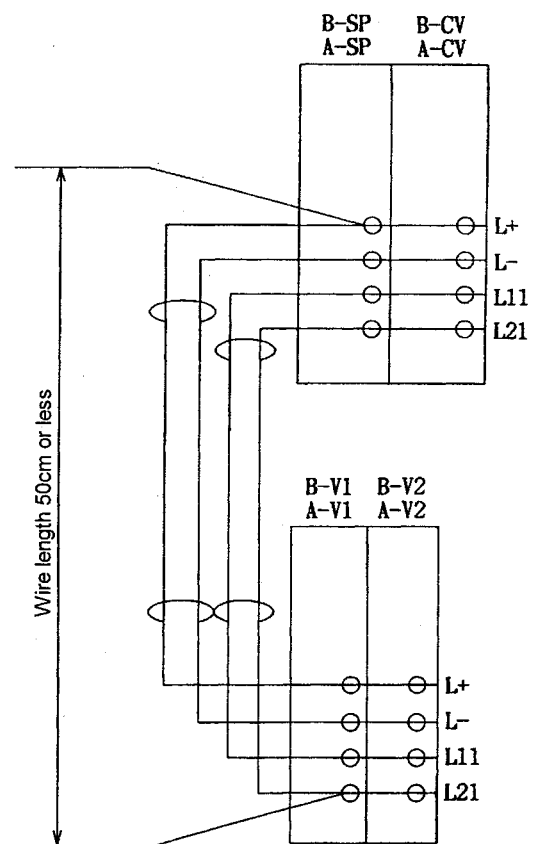 B-SP B-CV
A-SP A-CV
L+
L-
L11
L21
Wire length 50cm or less
B-V1 B-V2
A-V1 A-V2
L+
L-
L11
L21